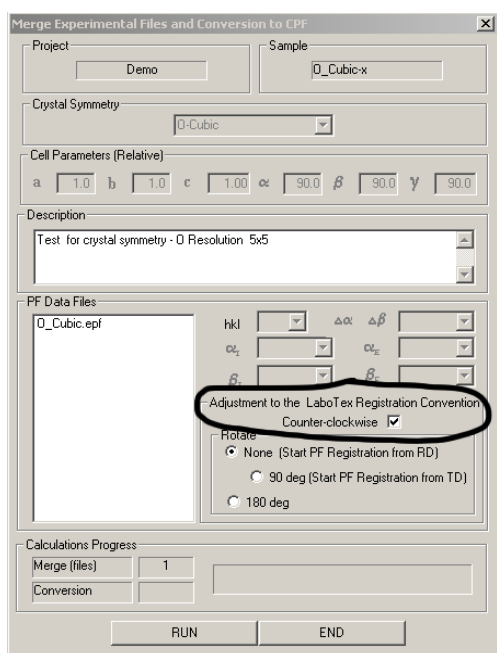 Merge Experimental Files and Conversion to CPF
Project
Demo
Sample
O_Cubic-x
Crystal Symmetry
O-Cubic
Cell Parameters (Relative)
a 1.0 b 1.0 c 1.00 α 90.0 β 90.0 γ 90.0
Description
Test for crystal symmetry - O Resolution 5x5
PF Data Files
O_Cubic.epf
hkl Δα Δβ
α_I α_E
β_I β_E
Adjustment to the LaboTex Registration Convention
Counter-clockwise
Rotate
None (Start PF Registration from RD)
90 deg (Start PF Registration from TD)
180 deg
Calculations Progress
Merge (files) 1
Conversion
RUN END